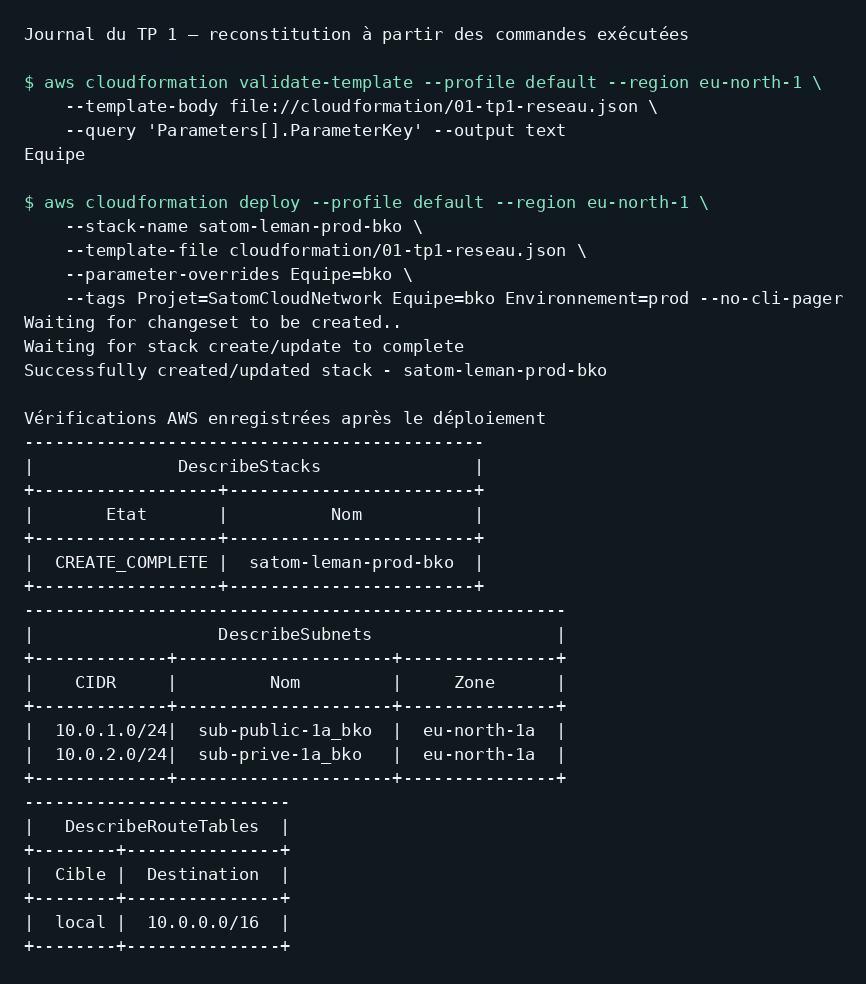 Journal du TP 1 — reconstitution à partir des commandes exécutées
$ aws cloudformation validate-template --profile default --region eu-north-1 \
    --template-body file://cloudformation/01-tp1-reseau.json \
    --query 'Parameters[].ParameterKey' --output text
Equipe
$ aws cloudformation deploy --profile default --region eu-north-1 \
    --stack-name satom-leman-prod-bko \
    --template-file cloudformation/01-tp1-reseau.json \
    --parameter-overrides Equipe=bko \
    --tags Projet=SatomCloudNetwork Equipe=bko Environnement=prod --no-cli-pager
Waiting for changeset to be created..
Waiting for stack create/update to complete
Successfully created/updated stack - satom-leman-prod-bko
Vérifications AWS enregistrées après le déploiement
---------------------------------------------
|              DescribeStacks               |
+------------------+------------------------+
|       Etat       |          Nom           |
+------------------+------------------------+
|  CREATE_COMPLETE |  satom-leman-prod-bko  |
+------------------+------------------------+
-----------------------------------------------------
|                  DescribeSubnets                  |
+-------------+---------------------+---------------+
|    CIDR     |         Nom         |     Zone      |
+-------------+---------------------+---------------+
|  10.0.1.0/24|  sub-public-1a_bko  |  eu-north-1a  |
|  10.0.2.0/24|  sub-prive-1a_bko   |  eu-north-1a  |
+-------------+---------------------+---------------+
--------------------------
|   DescribeRouteTables  |
+--------+---------------+
|  Cible |  Destination  |
+--------+---------------+
|  local |  10.0.0.0/16  |
+--------+---------------+